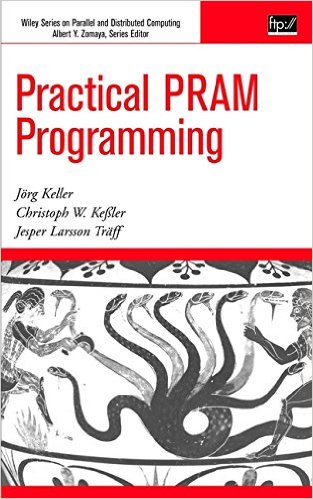 Wiley Series on Parallel and Distributed Computing
Albert Y. Zomaya, Series Editor
ftp://
Practical PRAM
Programming
Jörg Keller
Christoph W. Keßler
Jesper Larsson Träff